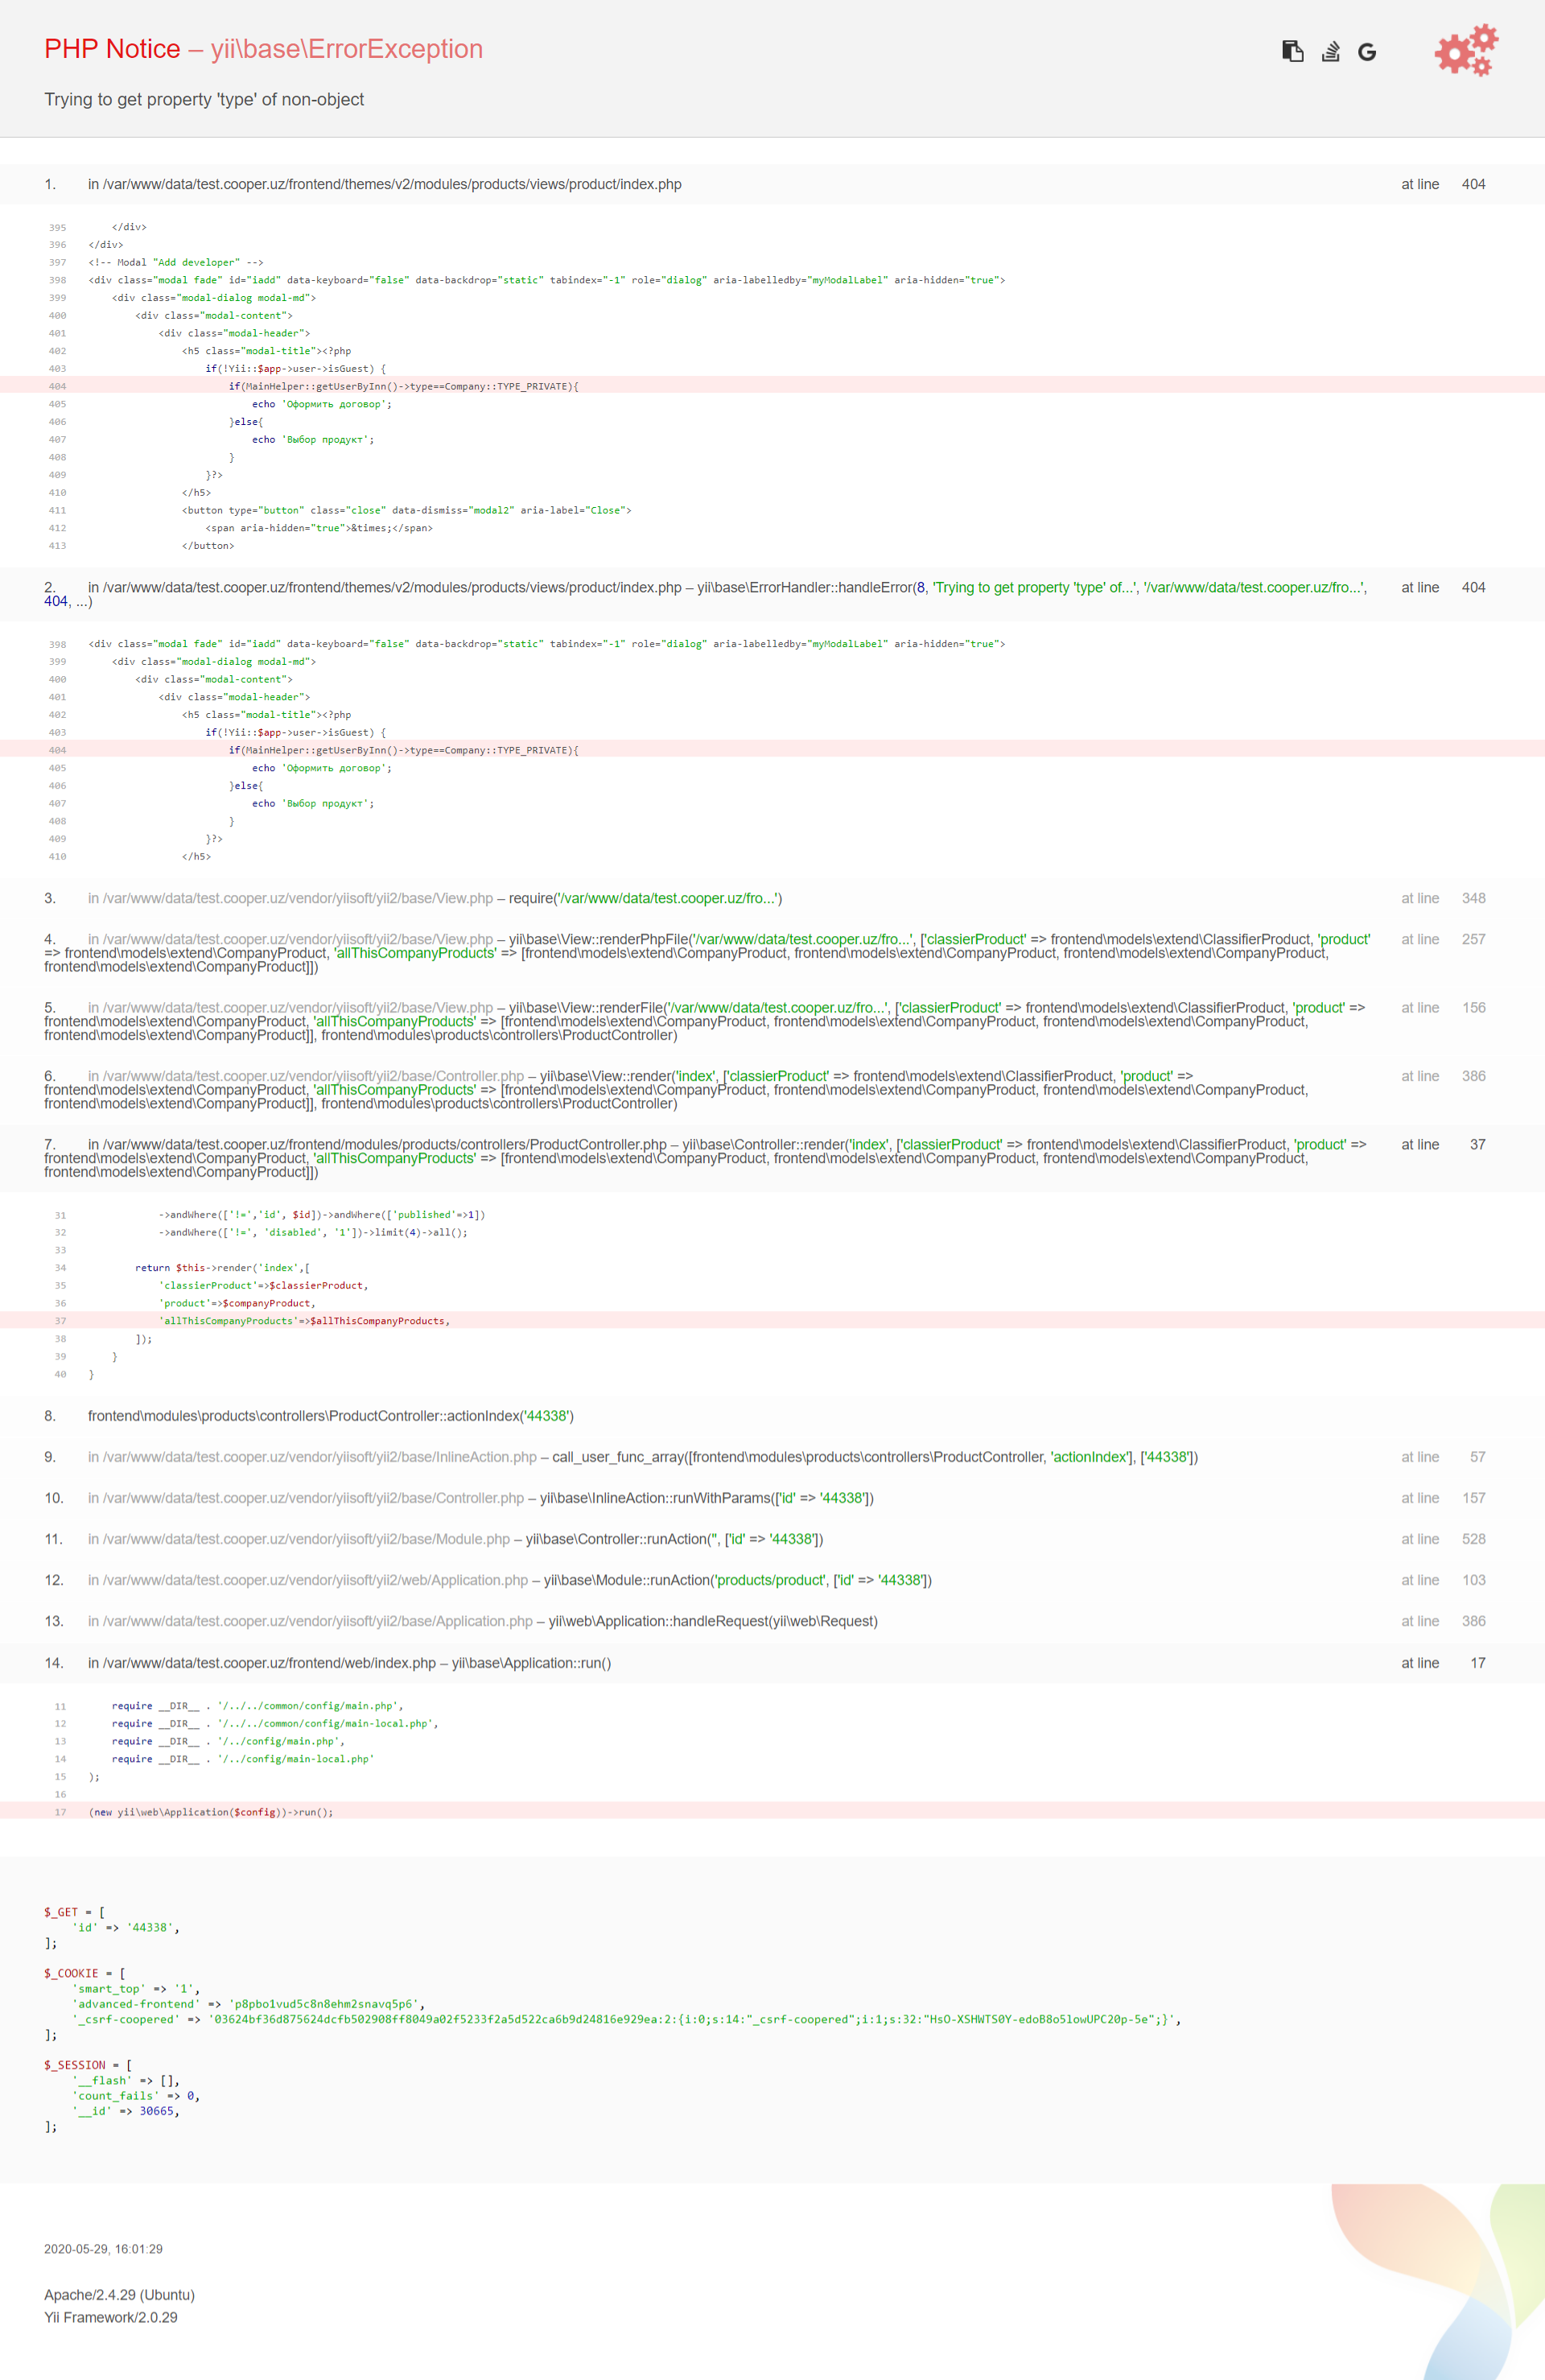 PHP Notice – yii\base\ErrorException
Trying to get property 'type' of non-object
1. in /var/www/data/test.cooper.uz/frontend/themes/v2/modules/products/views/product/index.php at line 404
395 </div>
396 </div>
397 <!-- Modal "Add developer" -->
398 <div class="modal fade" id="iadd" data-keyboard="false" data-backdrop="static" tabindex="-1" role="dialog" aria-labelledby="myModalLabel" aria-hidden="true">
399 <div class="modal-dialog modal-md">
400 <div class="modal-content">
401 <div class="modal-header">
402 <h5 class="modal-title"><?php
403 if(!Yii::$app->user->isGuest) {
404 if(MainHelper::getUserByInn()->type==Company::TYPE_PRIVATE){
405 echo 'Оформить договор';
406 }else{
407 echo 'Выбор продукт';
408 }
409 }?>
410 </h5>
411 <button type="button" class="close" data-dismiss="modal2" aria-label="Close">
412 <span aria-hidden="true">&times;</span>
413 </button>
2. in /var/www/data/test.cooper.uz/frontend/themes/v2/modules/products/views/product/index.php – yii\base\ErrorHandler::handleError(8, 'Trying to get property 'type' of...', '/var/www/data/test.cooper.uz/fro...', at line 404
404, ...)
398 <div class="modal fade" id="iadd" data-keyboard="false" data-backdrop="static" tabindex="-1" role="dialog" aria-labelledby="myModalLabel" aria-hidden="true">
399 <div class="modal-dialog modal-md">
400 <div class="modal-content">
401 <div class="modal-header">
402 <h5 class="modal-title"><?php
403 if(!Yii::$app->user->isGuest) {
404 if(MainHelper::getUserByInn()->type==Company::TYPE_PRIVATE){
405 echo 'Оформить договор';
406 }else{
407 echo 'Выбор продукт';
408 }
409 }?>
410 </h5>
3. in /var/www/data/test.cooper.uz/vendor/yiisoft/yii2/base/View.php – require('/var/www/data/test.cooper.uz/fro...') at line 348
4. in /var/www/data/test.cooper.uz/vendor/yiisoft/yii2/base/View.php – yii\base\View::renderPhpFile('/var/www/data/test.cooper.uz/fro...', ['classierProduct' => frontend\models\extend\ClassifierProduct, 'product' at line 257
=> frontend\models\extend\CompanyProduct, 'allThisCompanyProducts' => [frontend\models\extend\CompanyProduct, frontend\models\extend\CompanyProduct, frontend\models\extend\CompanyProduct,
frontend\models\extend\CompanyProduct]])
5. in /var/www/data/test.cooper.uz/vendor/yiisoft/yii2/base/View.php – yii\base\View::renderFile('/var/www/data/test.cooper.uz/fro...', ['classierProduct' => frontend\models\extend\ClassifierProduct, 'product' => at line 156
frontend\models\extend\CompanyProduct, 'allThisCompanyProducts' => [frontend\models\extend\CompanyProduct, frontend\models\extend\CompanyProduct, frontend\models\extend\CompanyProduct,
frontend\models\extend\CompanyProduct]], frontend\modules\products\controllers\ProductController)
6. in /var/www/data/test.cooper.uz/vendor/yiisoft/yii2/base/Controller.php – yii\base\View::render('index', ['classierProduct' => frontend\models\extend\ClassifierProduct, 'product' => at line 386
frontend\models\extend\CompanyProduct, 'allThisCompanyProducts' => [frontend\models\extend\CompanyProduct, frontend\models\extend\CompanyProduct, frontend\models\extend\CompanyProduct,
frontend\models\extend\CompanyProduct]], frontend\modules\products\controllers\ProductController)
7. in /var/www/data/test.cooper.uz/frontend/modules/products/controllers/ProductController.php – yii\base\Controller::render('index', ['classierProduct' => frontend\models\extend\ClassifierProduct, 'product' => at line 37
frontend\models\extend\CompanyProduct, 'allThisCompanyProducts' => [frontend\models\extend\CompanyProduct, frontend\models\extend\CompanyProduct, frontend\models\extend\CompanyProduct,
frontend\models\extend\CompanyProduct]])
31 ->andWhere(['!=','id', $id])->andWhere(['published'=>1])
32 ->andWhere(['!=', 'disabled', '1'])->limit(4)->all();
33
34 return $this->render('index',[
35 'classierProduct'=>$classierProduct,
36 'product'=>$companyProduct,
37 'allThisCompanyProducts'=>$allThisCompanyProducts,
38 ]);
39 }
40 }
8. frontend\modules\products\controllers\ProductController::actionIndex('44338')
9. in /var/www/data/test.cooper.uz/vendor/yiisoft/yii2/base/InlineAction.php – call_user_func_array([frontend\modules\products\controllers\ProductController, 'actionIndex'], ['44338']) at line 57
10. in /var/www/data/test.cooper.uz/vendor/yiisoft/yii2/base/Controller.php – yii\base\InlineAction::runWithParams(['id' => '44338']) at line 157
11. in /var/www/data/test.cooper.uz/vendor/yiisoft/yii2/base/Module.php – yii\base\Controller::runAction('', ['id' => '44338']) at line 528
12. in /var/www/data/test.cooper.uz/vendor/yiisoft/yii2/web/Application.php – yii\base\Module::runAction('products/product', ['id' => '44338']) at line 103
13. in /var/www/data/test.cooper.uz/vendor/yiisoft/yii2/base/Application.php – yii\web\Application::handleRequest(yii\web\Request) at line 386
14. in /var/www/data/test.cooper.uz/frontend/web/index.php – yii\base\Application::run() at line 17
11 require __DIR__ . '/../../common/config/main.php',
12 require __DIR__ . '/../../common/config/main-local.php',
13 require __DIR__ . '/../config/main.php',
14 require __DIR__ . '/../config/main-local.php'
15 );
16
17 (new yii\web\Application($config))->run();
$_GET = [
'id' => '44338',
];
$_COOKIE = [
'smart_top' => '1',
'advanced-frontend' => 'p8pbo1vud5c8n8ehm2snavq5p6',
'_csrf-coopered' => '03624bf36d875624dcfb502908ff8049a02f5233f2a5d522ca6b9d24816e929ea:2:{i:0;s:14:"_csrf-coopered";i:1;s:32:"HsO-XSHWTS0Y-edoB8o5lowUPC20p-5e";}',
];
$_SESSION = [
'__flash' => [],
'count_fails' => 0,
'__id' => 30665,
];
2020-05-29, 16:01:29
Apache/2.4.29 (Ubuntu)
Yii Framework/2.0.29